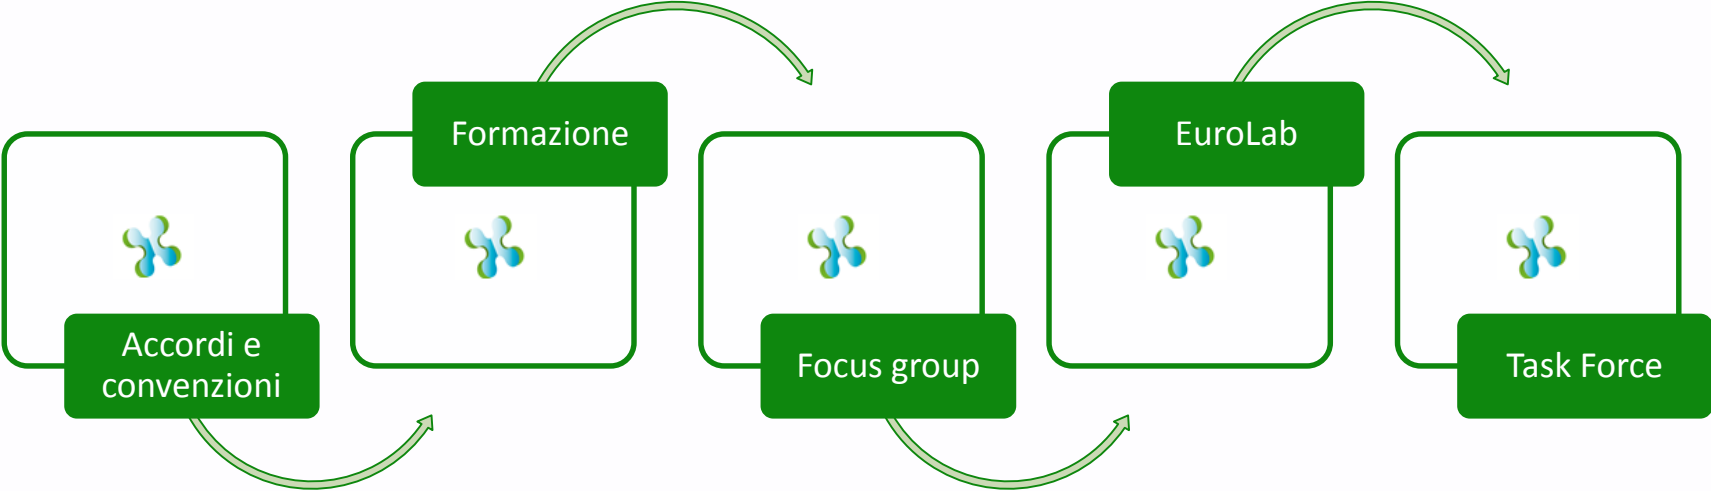 Accordi e
convenzioni
Formazione
Focus group
EuroLab
Task Force